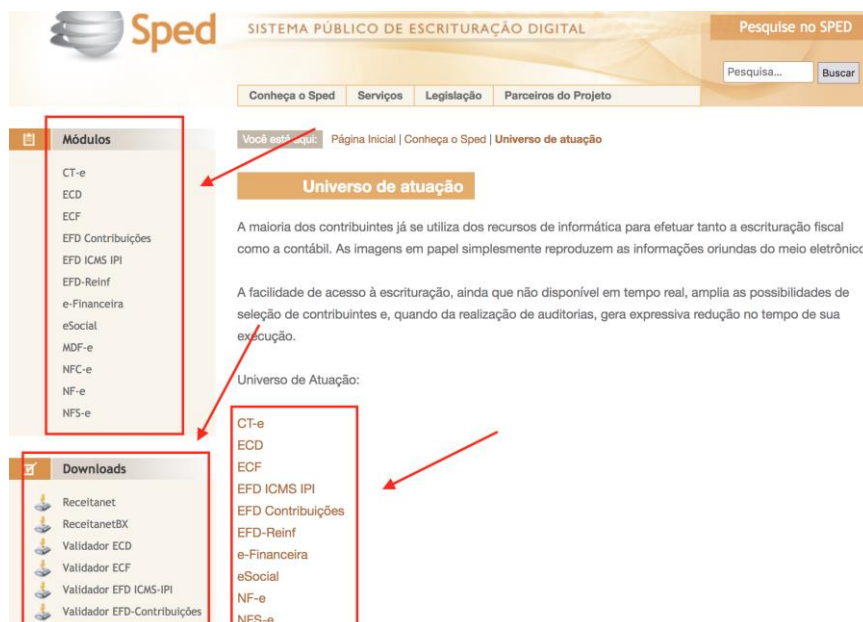 Sped
SISTEMA PÚBLICO DE ESCRITURAÇÃO DIGITAL
Pesquise no SPED
Pesquisa...
Buscar
Conheça o Sped
Serviços
Legislação
Parceiros do Projeto
Módulos
CT-e
ECD
ECF
EFD Contribuições
EFD ICMS IPI
EFD-Reinf
e-Financeira
eSocial
MDF-e
NFC-e
NF-e
NFS-e
Downloads
Receitanet
ReceitanetBX
Validador ECD
Validador ECF
Validador EFD ICMS-IPI
Validador EFD-Contribuições
Você está aqui: Página Inicial | Conheça o Sped | Universo de atuação
Universo de atuação
A maioria dos contribuintes já se utiliza dos recursos de informática para efetuar tanto a escrituração fiscal
como a contábil. As imagens em papel simplesmente reproduzem as informações oriundas do meio eletrônico
A facilidade de acesso à escrituração, ainda que não disponível em tempo real, amplia as possibilidades de
seleção de contribuintes e, quando da realização de auditorias, gera expressiva redução no tempo de sua
execução.
Universo de Atuação:
CT-e
ECD
ECF
EFD ICMS IPI
EFD Contribuições
EFD-Reinf
e-Financeira
eSocial
NF-e
NFS-e